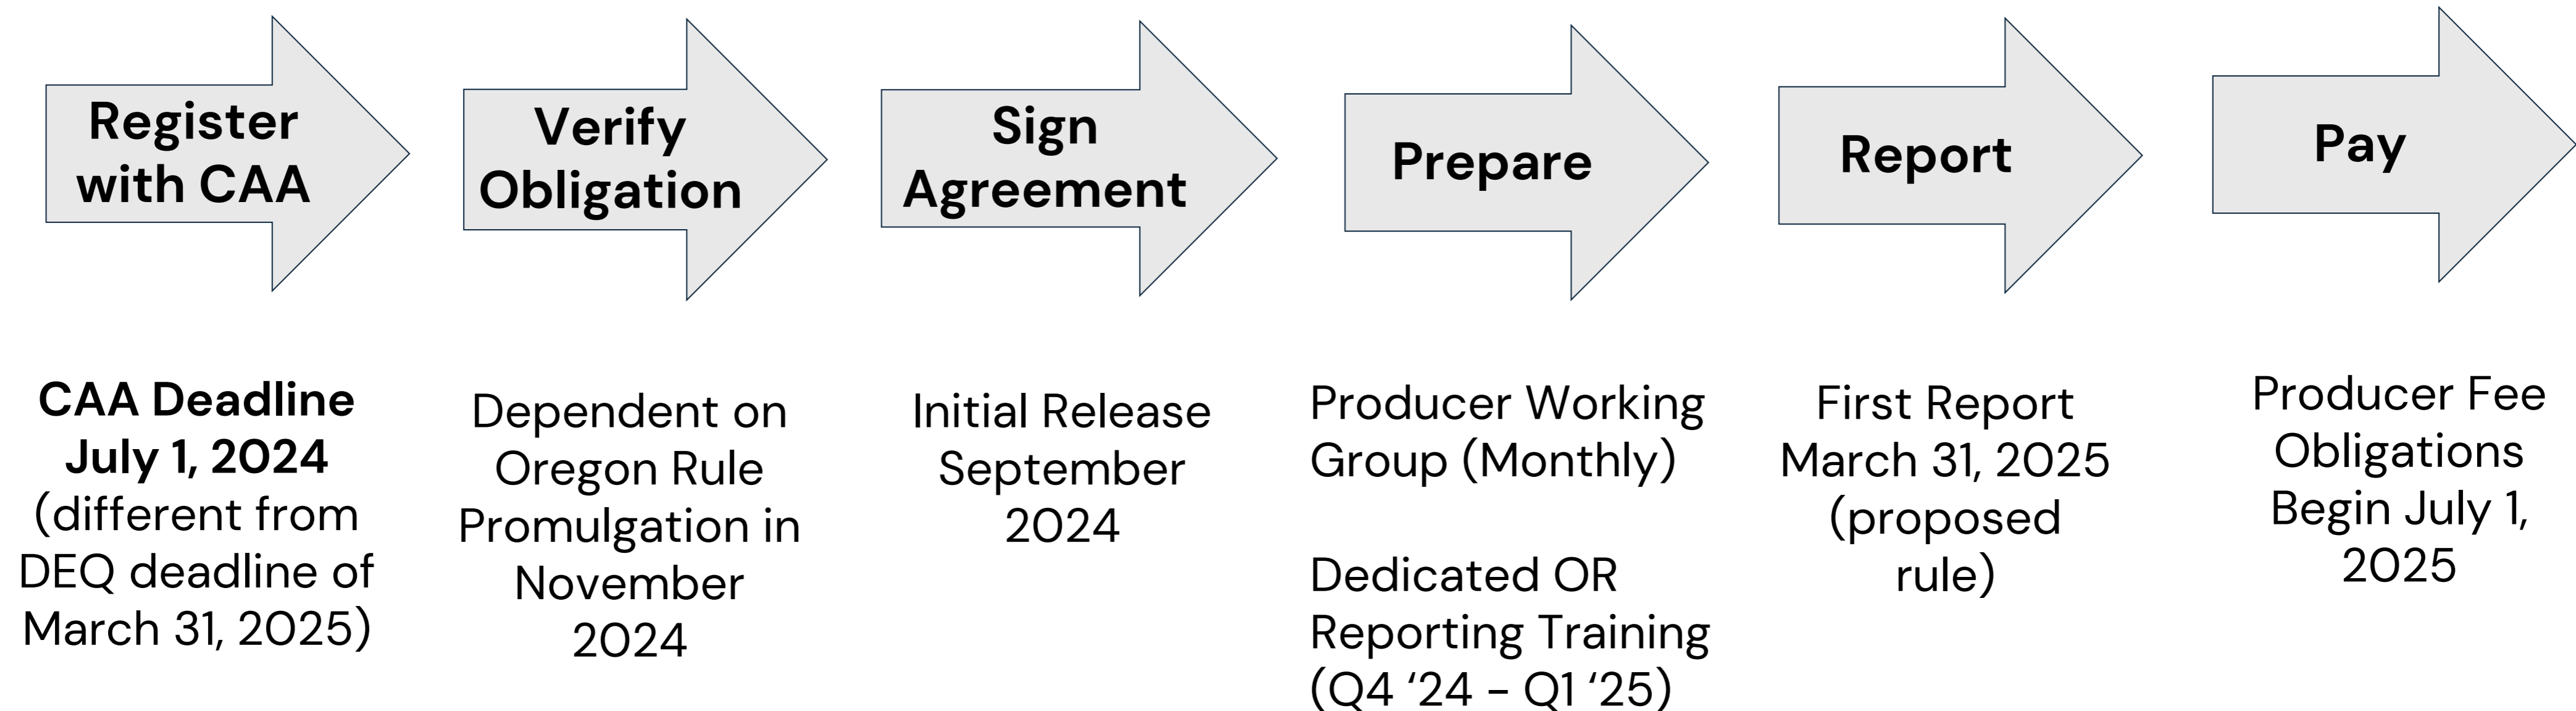 Register
with CAA
Verify
Obligation
Sign
Agreement
Prepare
Report
Pay
CAA Deadline
July 1, 2024
(different from
DEQ deadline of
March 31, 2025)
Dependent on
Oregon Rule
Promulgation in
November
2024
Initial Release
September
2024
Producer Working
Group (Monthly)
Dedicated OR
Reporting Training
(Q4 ‘24 - Q1 ‘25)
First Report
March 31, 2025
(proposed
rule)
Producer Fee
Obligations
Begin July 1,
2025